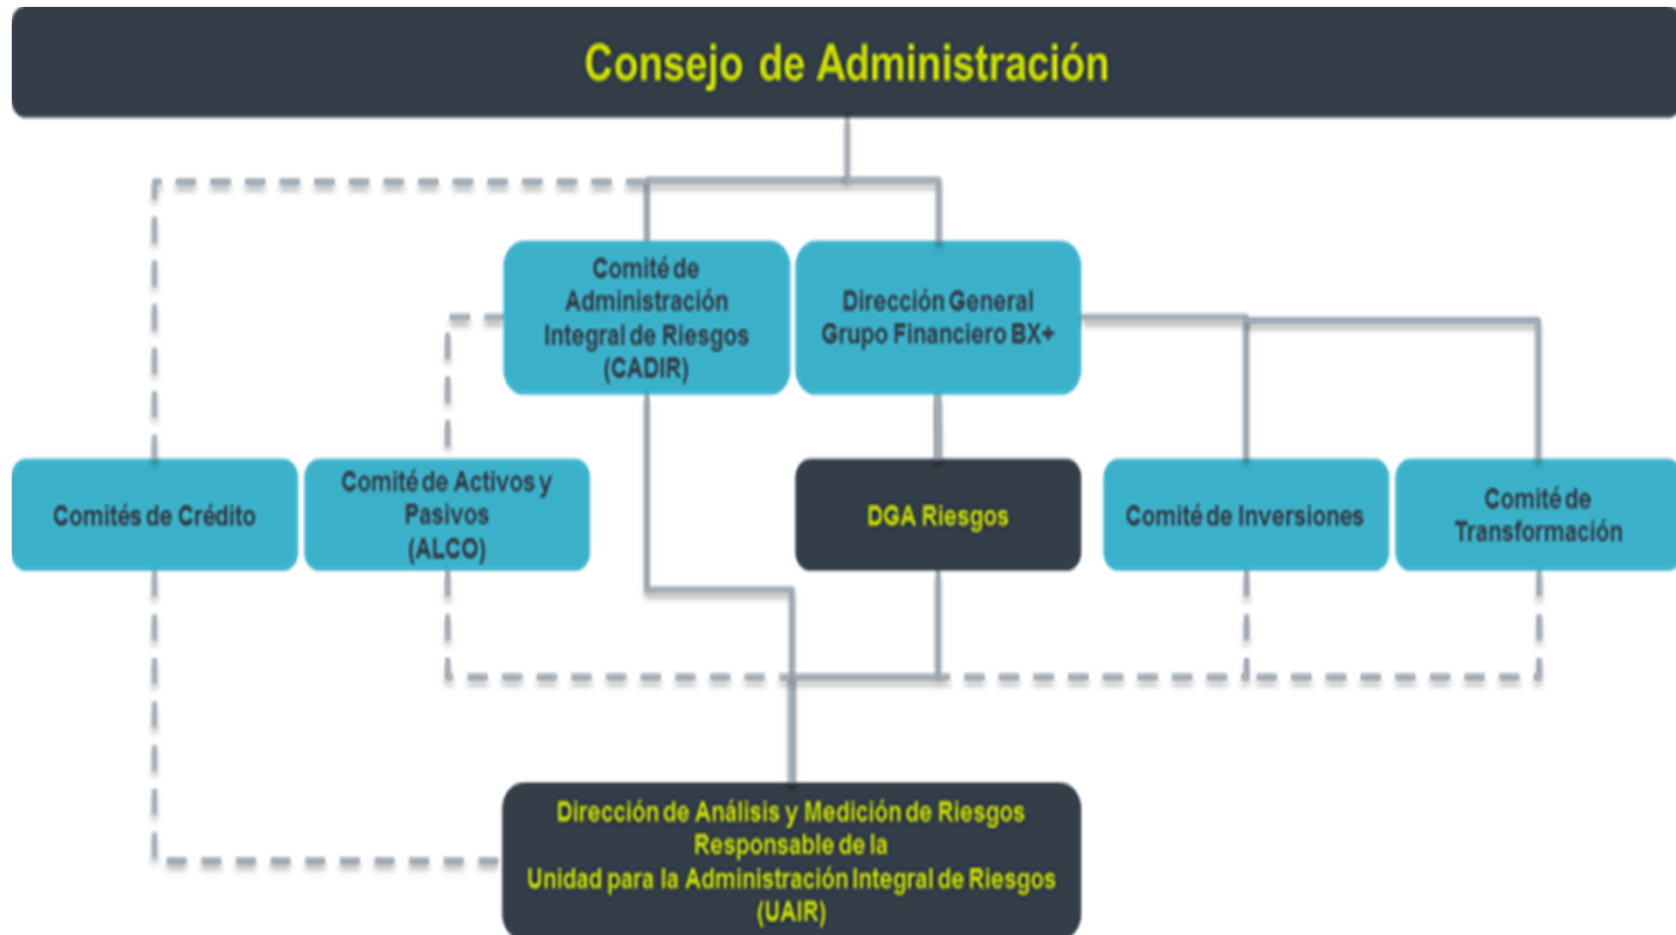 Consejo de Administración
Comité de
Administración
Integral de Riesgos
(CADIR)
Dirección General
Grupo Financiero BX+
Comités de Crédito
Comité de Activos y
Pasivos
(ALCO)
DGA Riesgos
Comité de Inversiones
Comité de
Transformación
Dirección de Análisis y Medición de Riesgos
Responsable de la
Unidad para la Administración Integral de Riesgos
(UAIR)